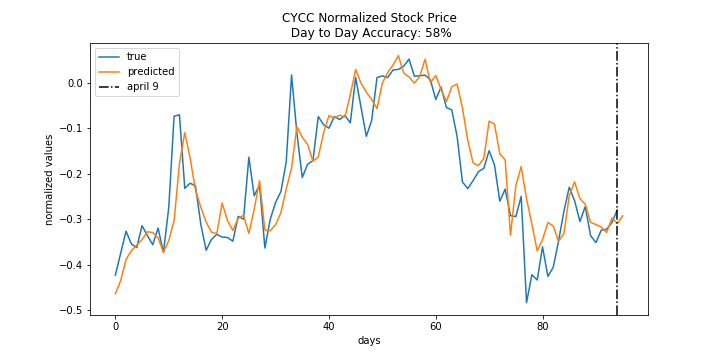 CYCC Normalized Stock Price
Day to Day Accuracy: 58%
true
predicted
april 9
normalized values
0.0
−0.1
−0.2
−0.3
−0.4
−0.5
0 20 40 60 80
days